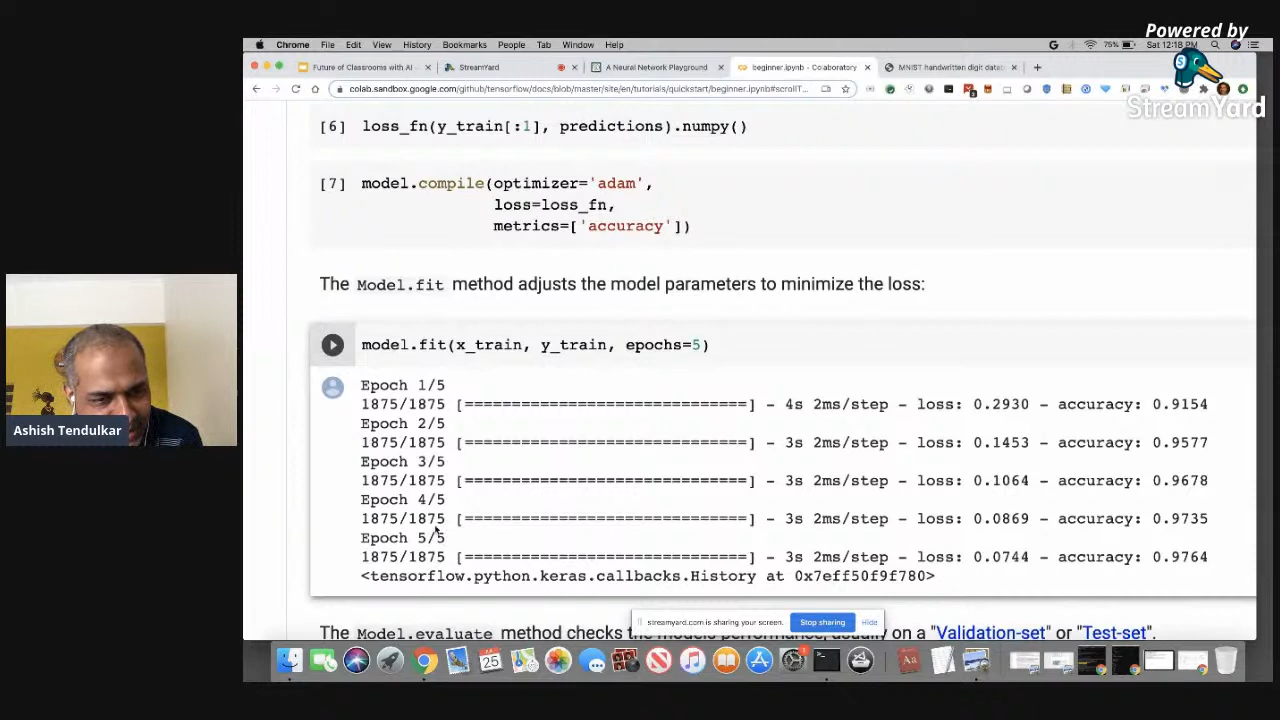 Powered by
StreamYard
Chrome File Edit View History Bookmarks People Tab Window Help
75% Sat 12:18 PM
Future of Classrooms with AI - StreamYard A Neural Network Playground beginner.ipynb - Colaboratory MNIST handwritten digit datab
colab.sandbox.google.com/github/tensorflow/docs/blob/master/site/en/tutorials/quickstart/beginner.ipynb#scrollT...
[6] loss_fn(y_train[:1], predictions).numpy()
[7] model.compile(optimizer='adam',
loss=loss_fn,
metrics=['accuracy'])
The Model.fit method adjusts the model parameters to minimize the loss:
model.fit(x_train, y_train, epochs=5)
Epoch 1/5
1875/1875 [==============================] - 4s 2ms/step - loss: 0.2930 - accuracy: 0.9154
Epoch 2/5
1875/1875 [==============================] - 3s 2ms/step - loss: 0.1453 - accuracy: 0.9577
Epoch 3/5
1875/1875 [==============================] - 3s 2ms/step - loss: 0.1064 - accuracy: 0.9678
Epoch 4/5
1875/1875 [==============================] - 3s 2ms/step - loss: 0.0869 - accuracy: 0.9735
Epoch 5/5
1875/1875 [==============================] - 3s 2ms/step - loss: 0.0744 - accuracy: 0.9764
<tensorflow.python.keras.callbacks.History at 0x7eff50f9f780>
Ashish Tendulkar
streamyard.com is sharing your screen. Stop sharing Hide
The Model.evaluate method checks the models performance, usually on a "Validation-set" or "Test-set".
25
Aa